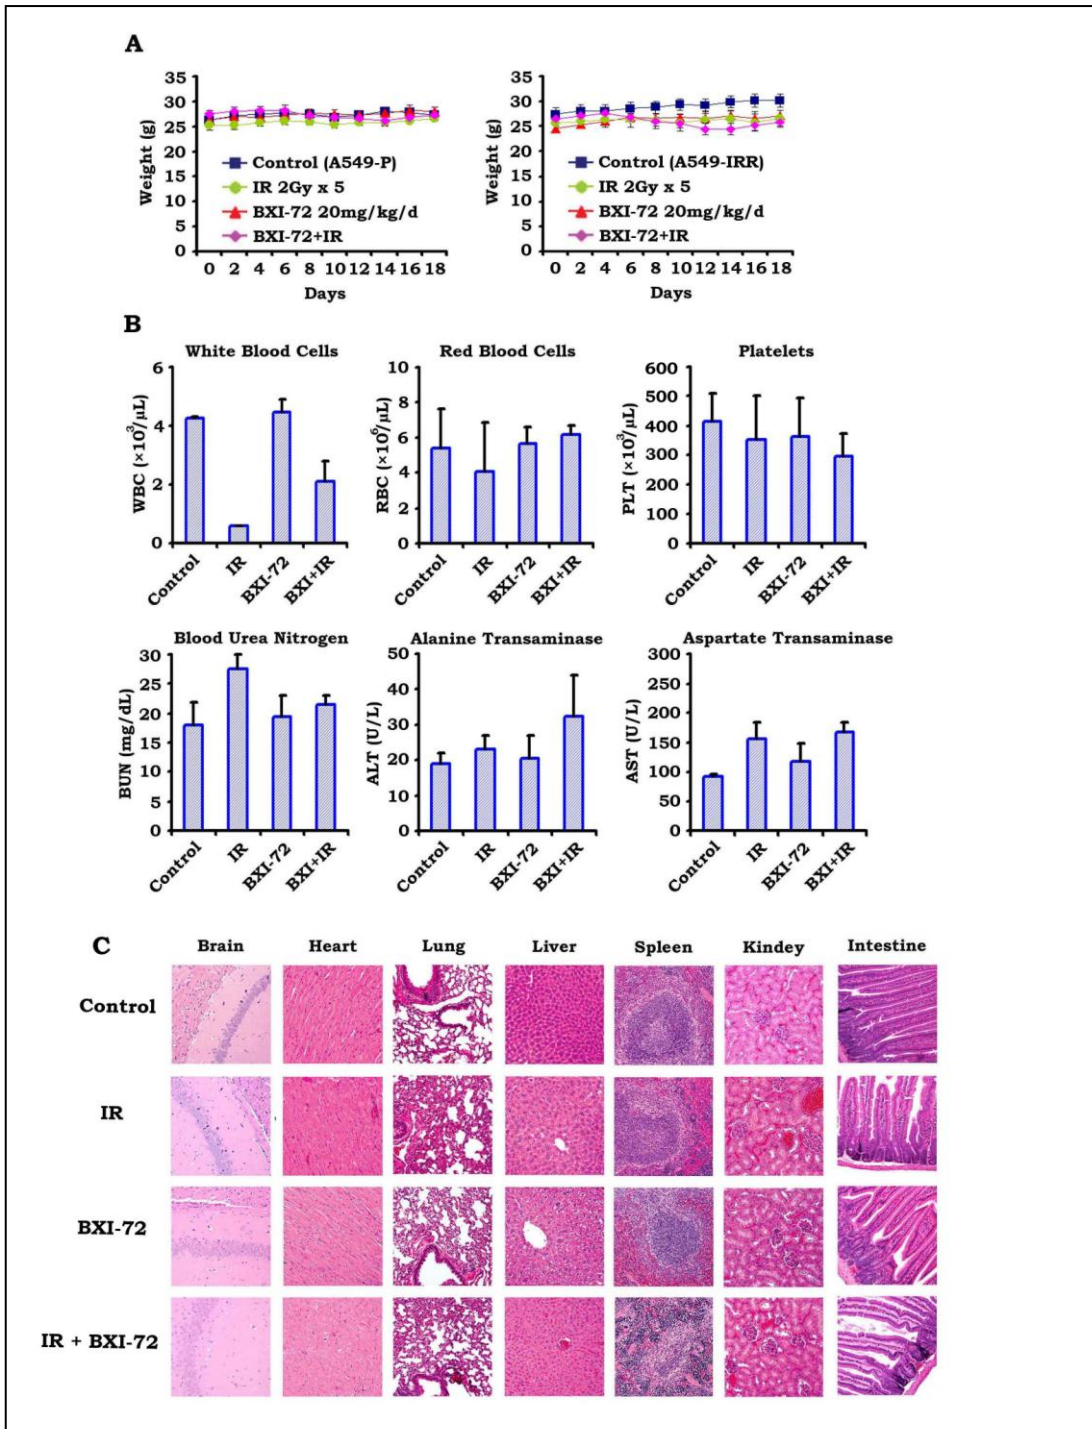 A
35
30
25
20
15
10
5
0
Weight (g)
Control (A549-P)
IR 2Gy x 5
BXI-72 20mg/kg/d
BXI-72+IR
0 2 4 6 8 10 12 14 16 18
Days
35
30
25
20
15
10
5
0
Weight (g)
Control (A549-IRR)
IR 2Gy x 5
BXI-72 20mg/kg/d
BXI-72+IR
0 2 4 6 8 10 12 14 16 18
Days
B
White Blood Cells
6
4
2
0
WBC (×10³/μL)
Control IR BXI-72 BXI+IR
Red Blood Cells
10
8
6
4
2
0
RBC (×10⁶/μL)
Control IR BXI-72 BXI+IR
Platelets
600
500
400
300
200
100
0
PLT (×10³/μL)
Control IR BXI-72 BXI+IR
Blood Urea Nitrogen
30
25
20
15
10
5
0
BUN (mg/dL)
Control IR BXI-72 BXI+IR
Alanine Transaminase
50
40
30
20
10
0
ALT (U/L)
Control IR BXI-72 BXI+IR
Aspartate Transaminase
300
250
200
150
100
50
0
AST (U/L)
Control IR BXI-72 BXI+IR
C
Brain Heart Lung Liver Spleen Kindey Intestine
Control
IR
BXI-72
IR + BXI-72